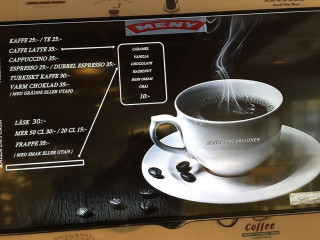 MENY
KAFFE 25:- / TE 25:-
CAFFE LATTE 35:-
CAPPUCCINO 35:-
ESPRESSO 25:- / DUBBEL ESPRESSO 35:-
TURKISKT KAFFE 30:-
VARM CHOKLAD 35:-
( MED GRÄDDE ELLER UTAN)
CARAMEL
VANILLA
CHOCOLATE
HAZELNUT
IRISH CREAM
CHAI
10:-
LÄSK 30:-
MER 50 CL 30:- / 20 CL 15:-
FRAPPE 35:-
( MED SMAK ELLER UTAN )
Coffee